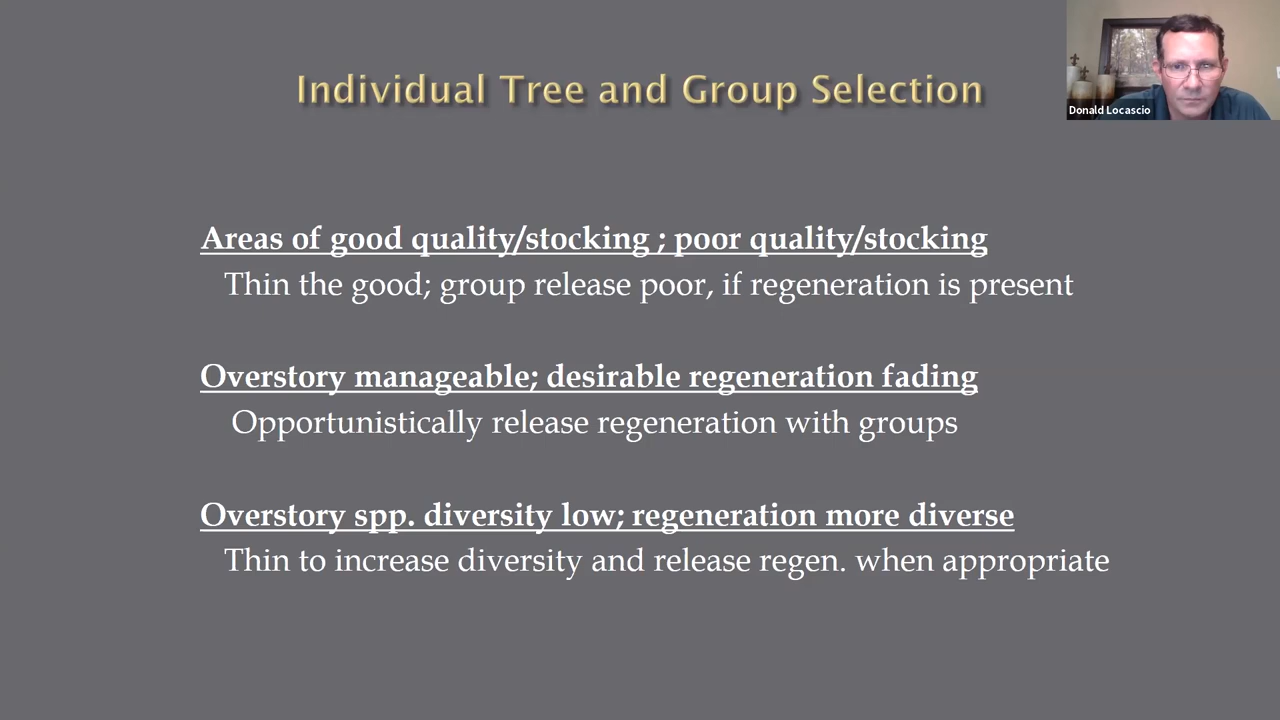 Individual Tree and Group Selection
Donald Locascio
Areas of good quality/stocking ; poor quality/stocking
Thin the good; group release poor, if regeneration is present
Overstory manageable; desirable regeneration fading
Opportunistically release regeneration with groups
Overstory spp. diversity low; regeneration more diverse
Thin to increase diversity and release regen. when appropriate